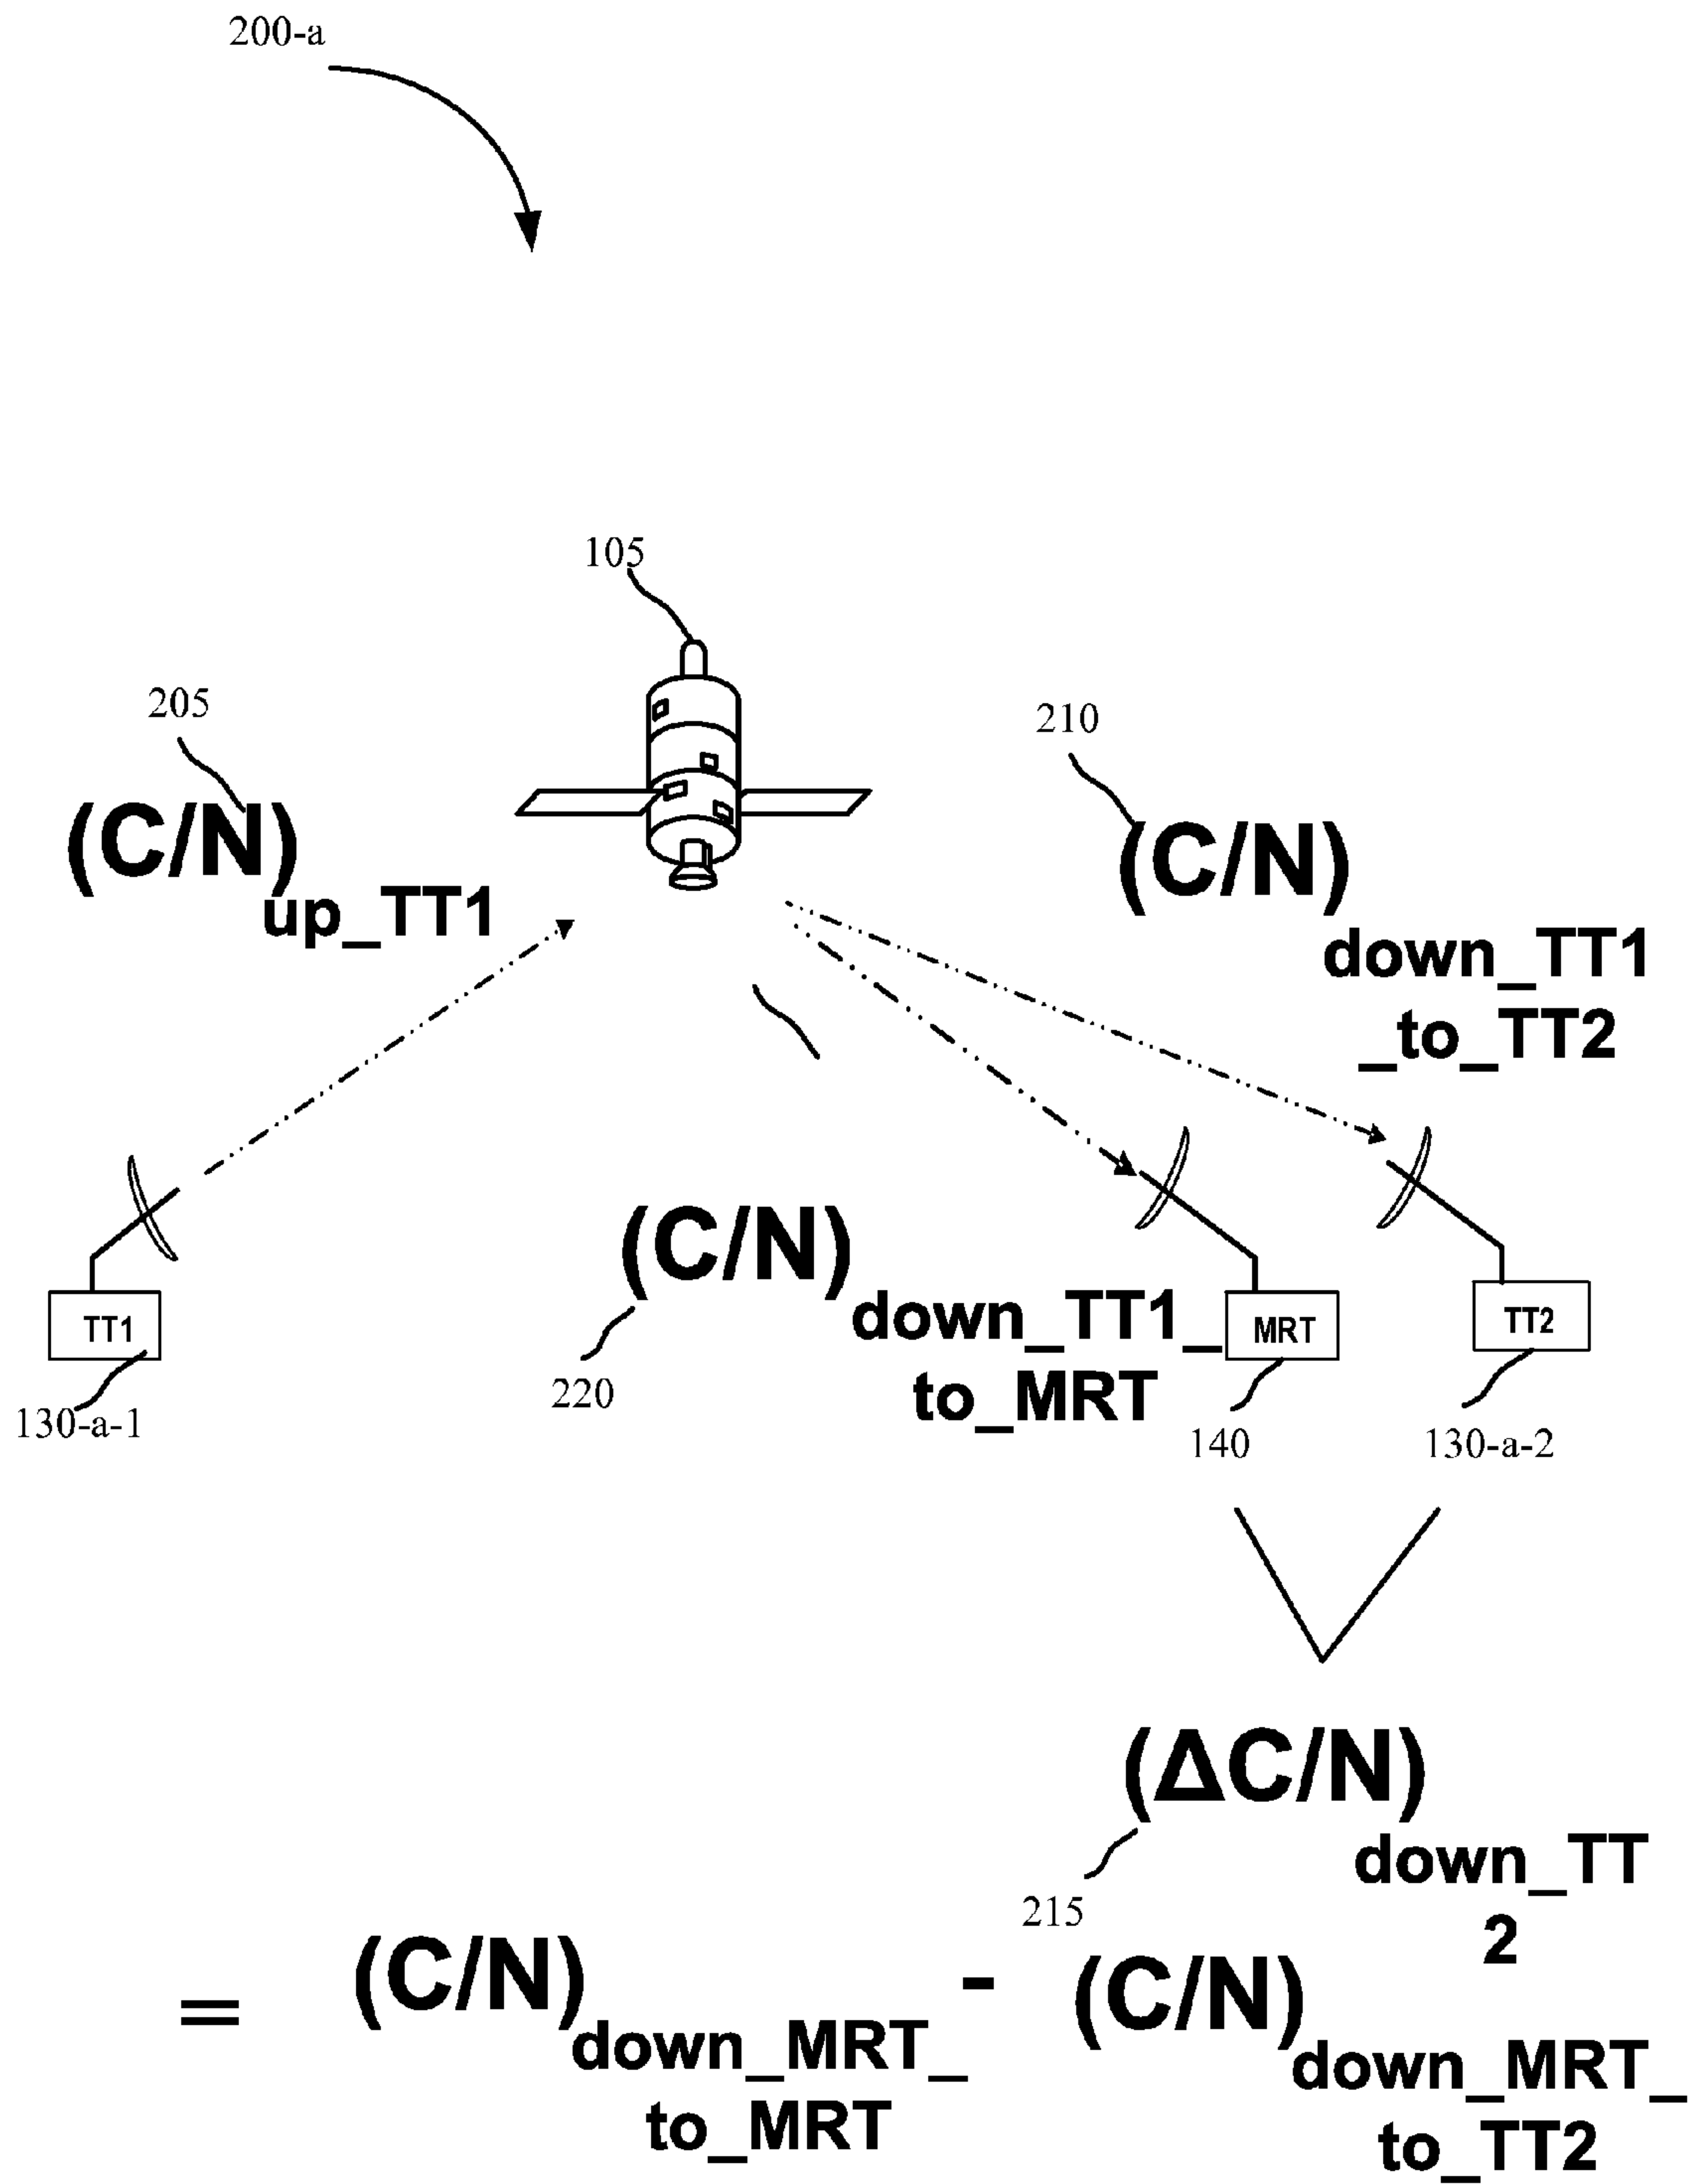 200-a
105
205
210
(C/N)
up_TT1
(C/N)
down_TT1
_to_TT2
(C/N)
down_TT1_
to_MRT
220
TT1
130-a-1
MRT
140
TT2
130-a-2
(ΔC/N)
down_TT
2
215
= (C/N) - (C/N)
down_MRT_
to_MRT
down_MRT_
to_TT2